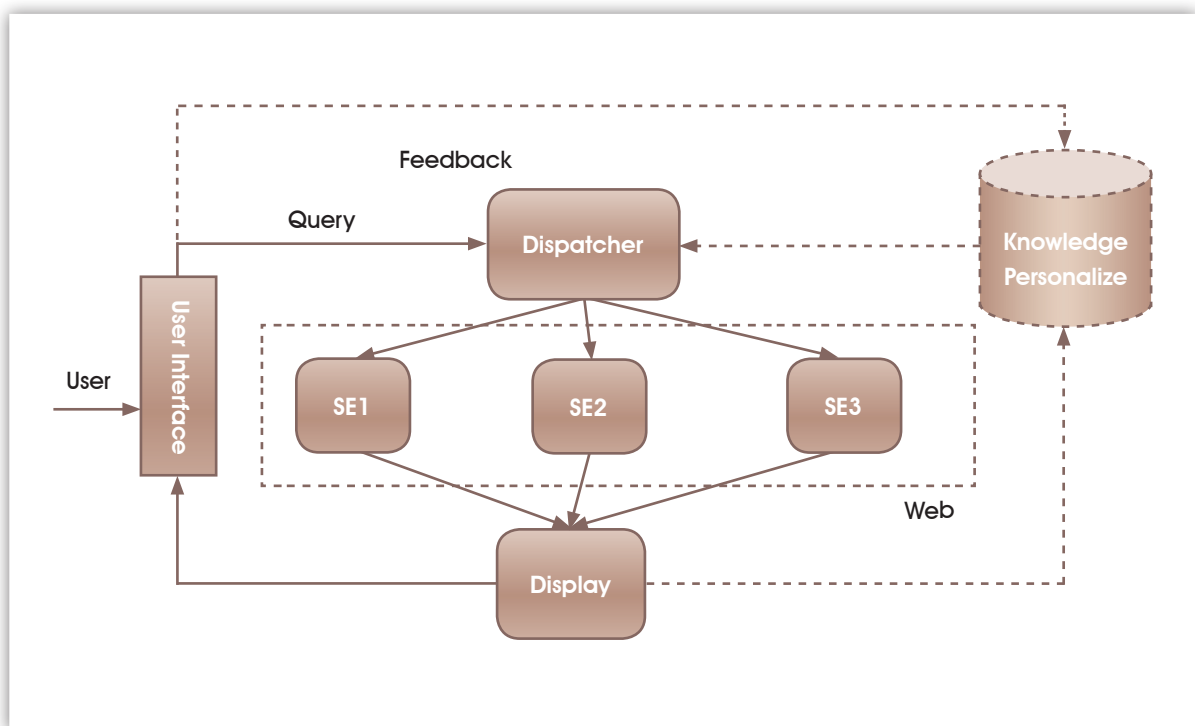 Feedback
Query
Dispatcher
Knowledge
Personalize
User Interface
User
SE1
SE2
SE3
Web
Display